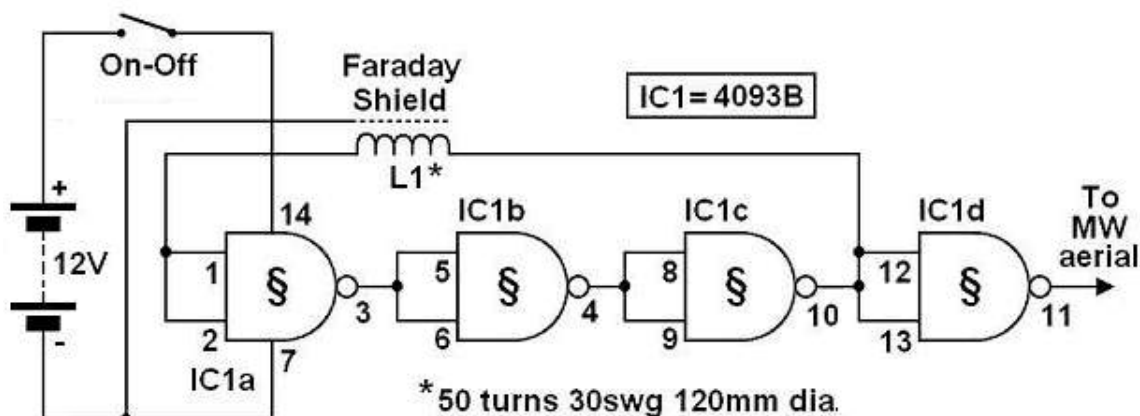 On-Off
Faraday
Shield
IC1= 4093B
L1*
+
12V
-
14
1
2
7
IC1a
§
3
IC1b
5
6
§
4
IC1c
8
9
§
10
IC1d
12
13
§
11
To
MW
aerial
*50 turns 30swg 120mm dia.